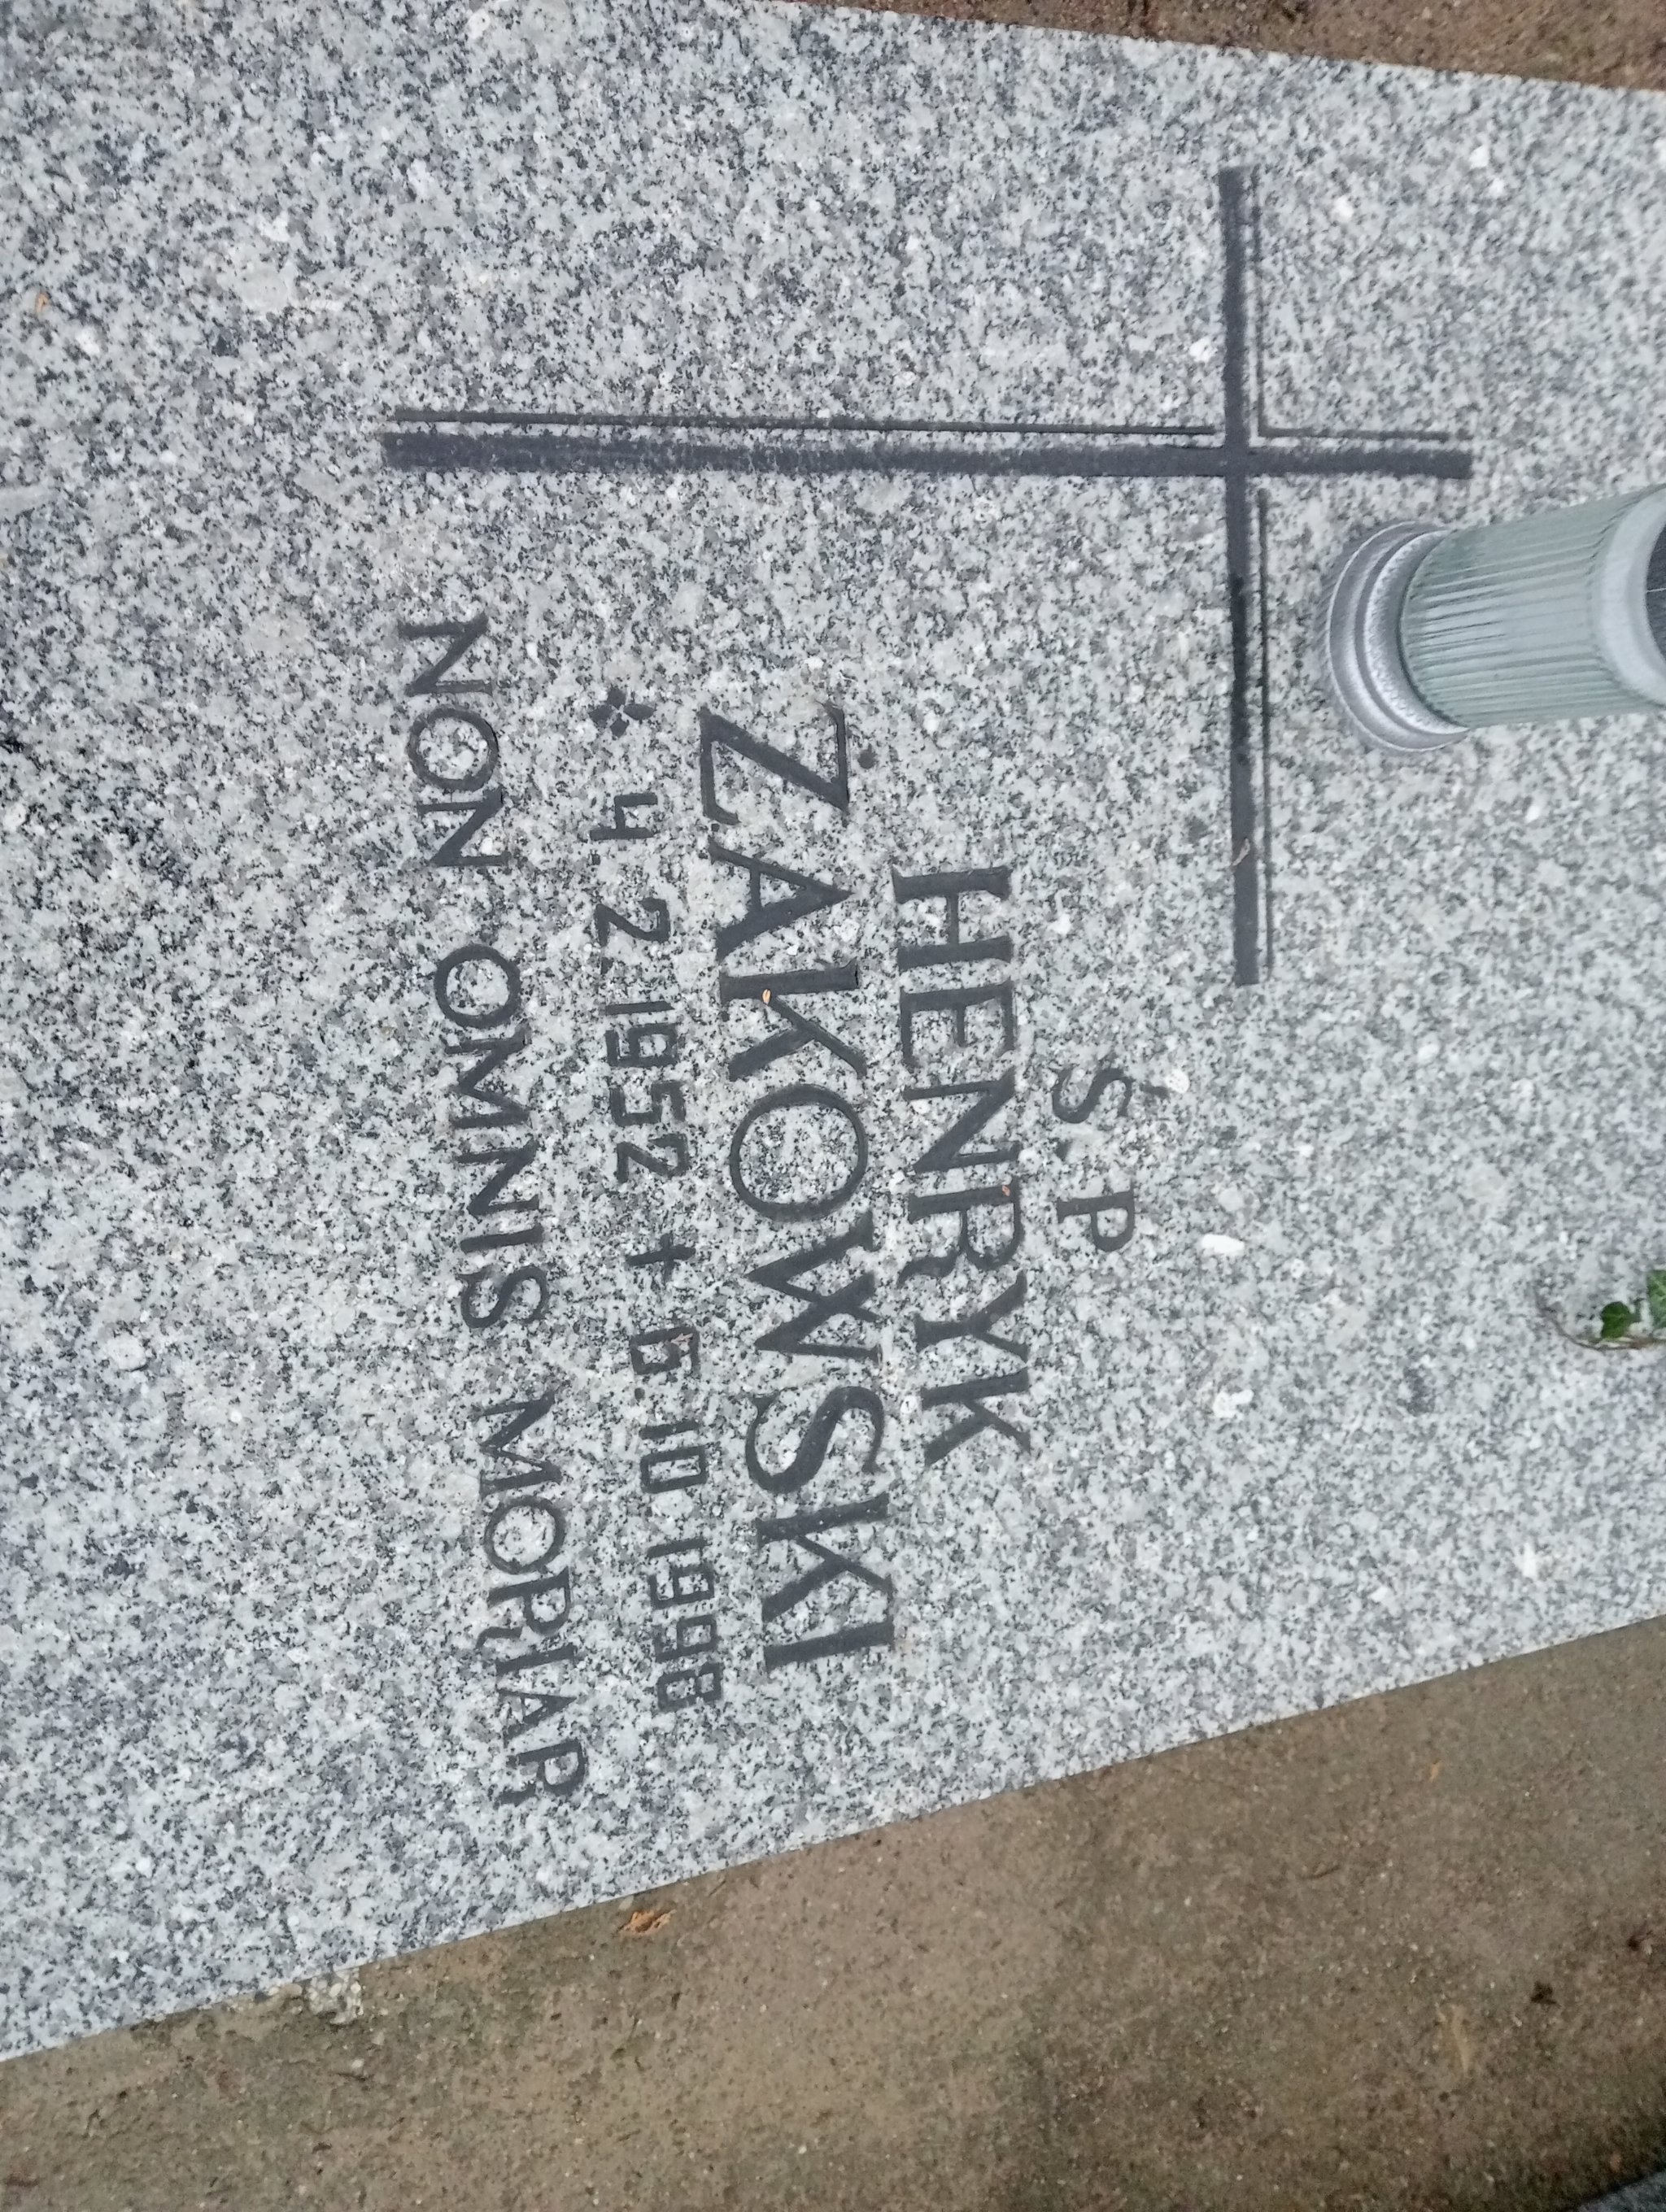 Ś.P
HENRYK
ŻAKOWSKI
* 4.2.1952 + 6.10.1998
NON OMNIS MORIAR